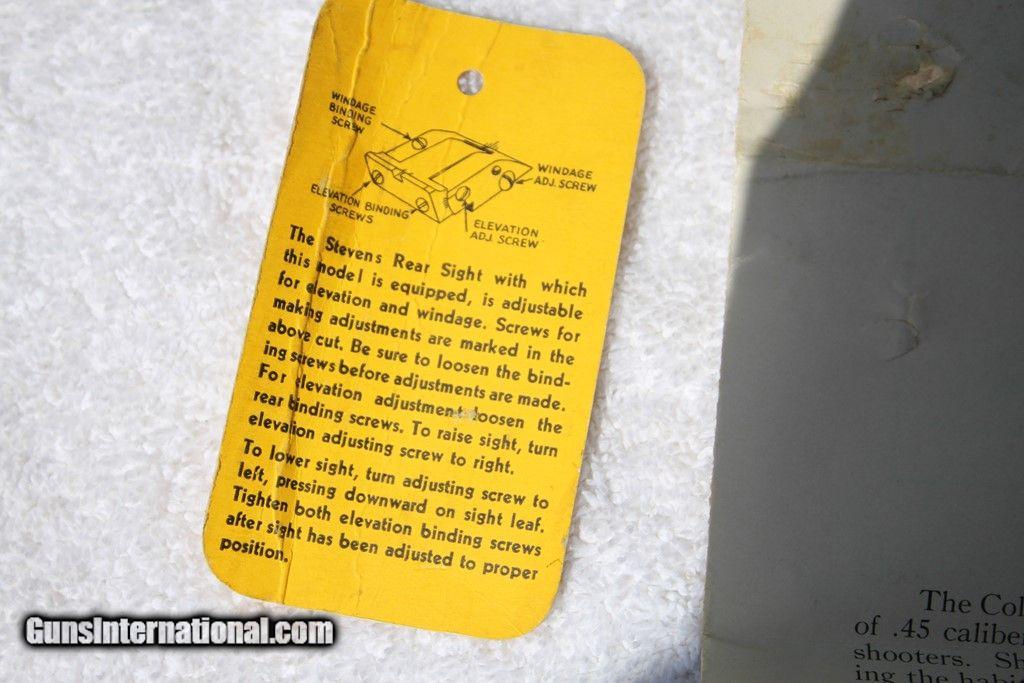 WINDAGE
BINDING
SCREW
WINDAGE
ADJ. SCREW
ELEVATION BINDING
SCREWS
ELEVATION
ADJ. SCREW
The Stevens Rear Sight with which
this model is equipped, is adjustable
for elevation and windage. Screws for
making adjustments are marked in the
above cut. Be sure to loosen the bind-
ing screws before adjustments are made.
For elevation adjustment loosen the
rear binding screws. To raise sight, turn
elevation adjusting screw to right.
To lower sight, turn adjusting screw to
left, pressing downward on sight leaf.
Tighten both elevation binding screws
after sight has been adjusted to proper
position.
GunsInternational.com
The Col
of .45 calibe
shooters. Sh
ing the habi